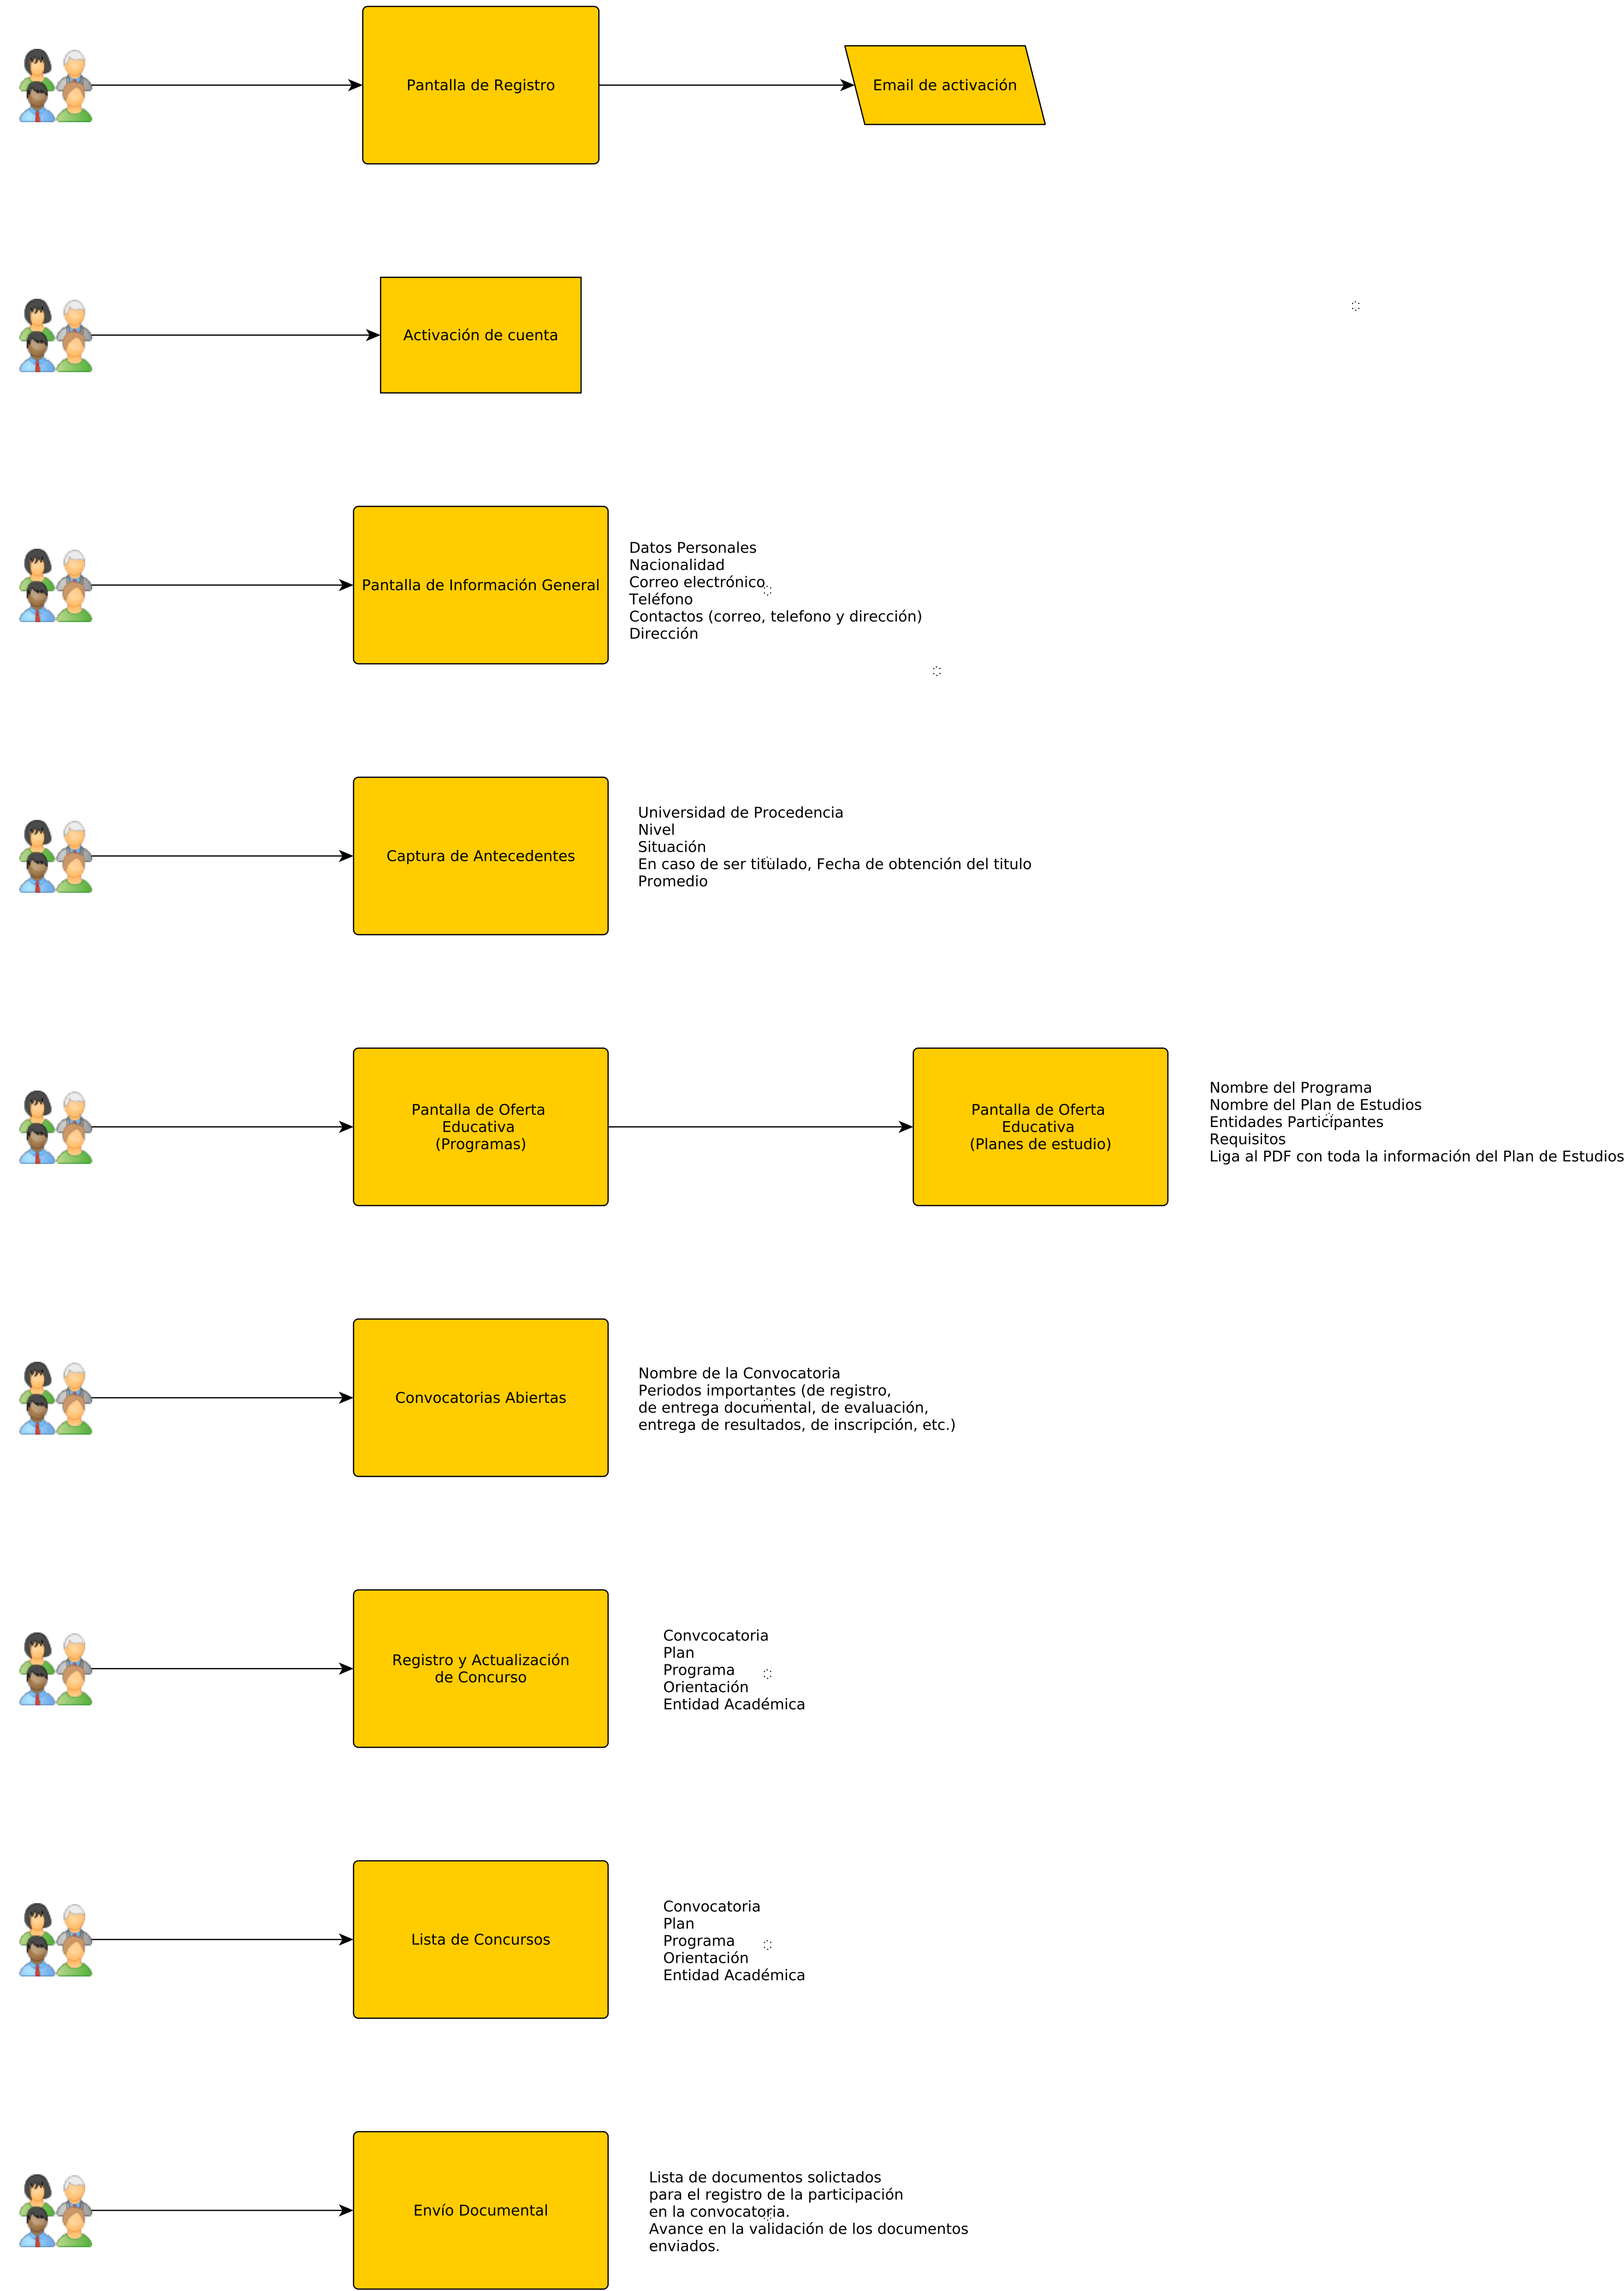 Pantalla de Registro
Email de activación
Activación de cuenta
Pantalla de Información General
Datos Personales
Nacionalidad
Correo electrónico
Teléfono
Contactos (correo, telefono y dirección)
Dirección
Captura de Antecedentes
Universidad de Procedencia
Nivel
Situación
En caso de ser titulado, Fecha de obtención del titulo
Promedio
Pantalla de Oferta
Educativa
(Programas)
Pantalla de Oferta
Educativa
(Planes de estudio)
Nombre del Programa
Nombre del Plan de Estudios
Entidades Participantes
Requisitos
Liga al PDF con toda la información del Plan de Estudios
Convocatorias Abiertas
Nombre de la Convocatoria
Periodos importantes (de registro,
de entrega documental, de evaluación,
entrega de resultados, de inscripción, etc.)
Registro y Actualización
de Concurso
Convcocatoria
Plan
Programa
Orientación
Entidad Académica
Lista de Concursos
Convocatoria
Plan
Programa
Orientación
Entidad Académica
Envío Documental
Lista de documentos solictados
para el registro de la participación
en la convocatoria.
Avance en la validación de los documentos
enviados.